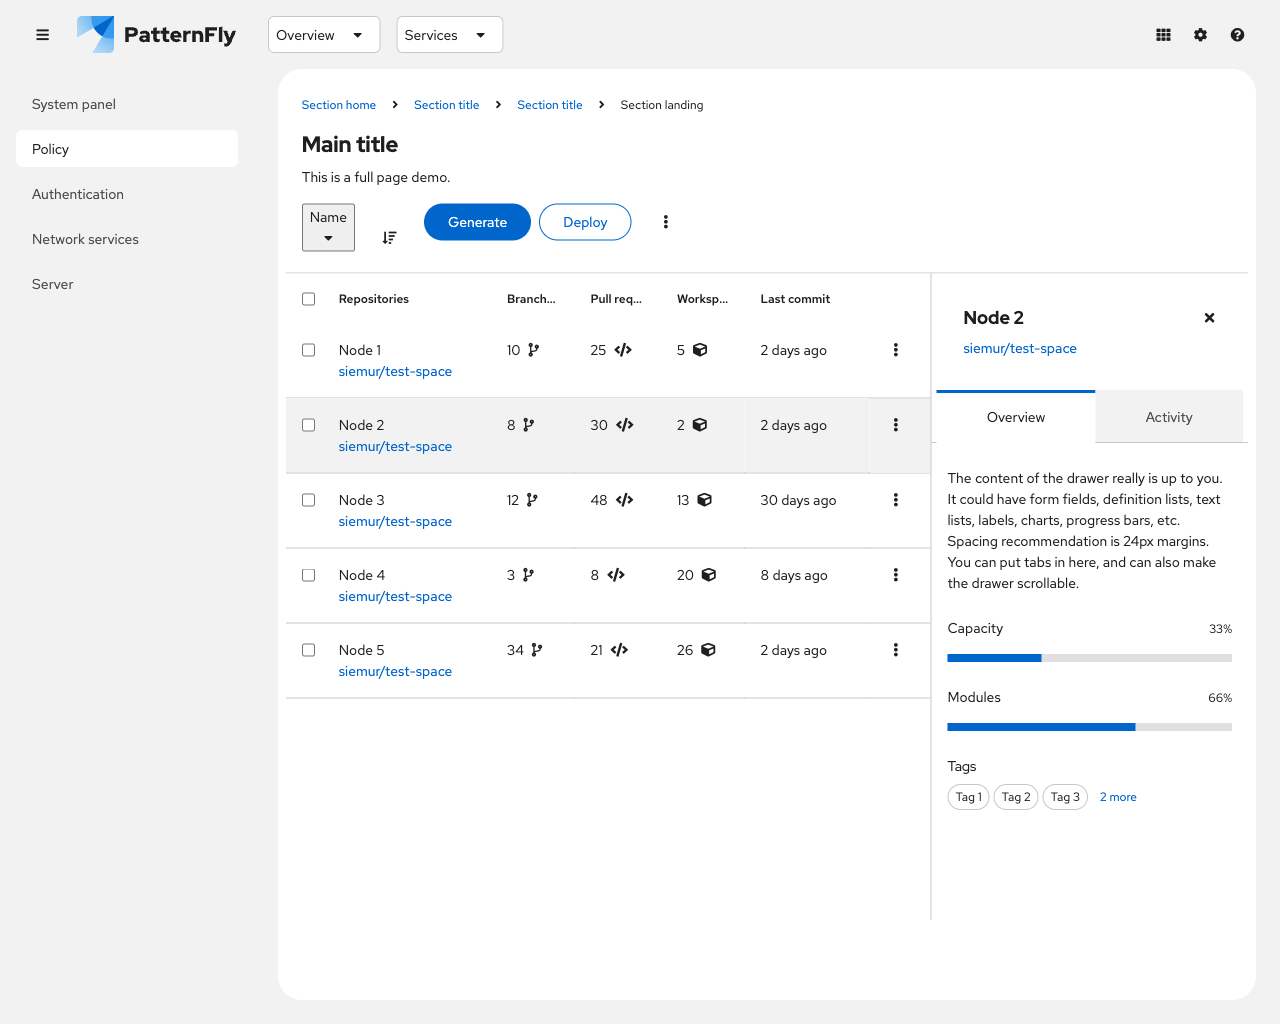 PatternFly
Overview
Services
System panel
Policy
Authentication
Network services
Server
Section home
Section title
Section title
Section landing
Main title
This is a full page demo.
Name
Generate
Deploy
Repositories Branch... Pull req... Worksp... Last commit
Node 1 10 25 5 2 days ago
siemur/test-space
Node 2 8 30 2 2 days ago
siemur/test-space
Node 3 12 48 13 30 days ago
siemur/test-space
Node 4 3 8 20 8 days ago
siemur/test-space
Node 5 34 21 26 2 days ago
siemur/test-space
Node 2
siemur/test-space
Overview
Activity
The content of the drawer really is up to you.
It could have form fields, definition lists, text
lists, labels, charts, progress bars, etc.
Spacing recommendation is 24px margins.
You can put tabs in here, and can also make
the drawer scrollable.
Capacity 33%
Modules 66%
Tags
Tag 1 Tag 2 Tag 3 2 more